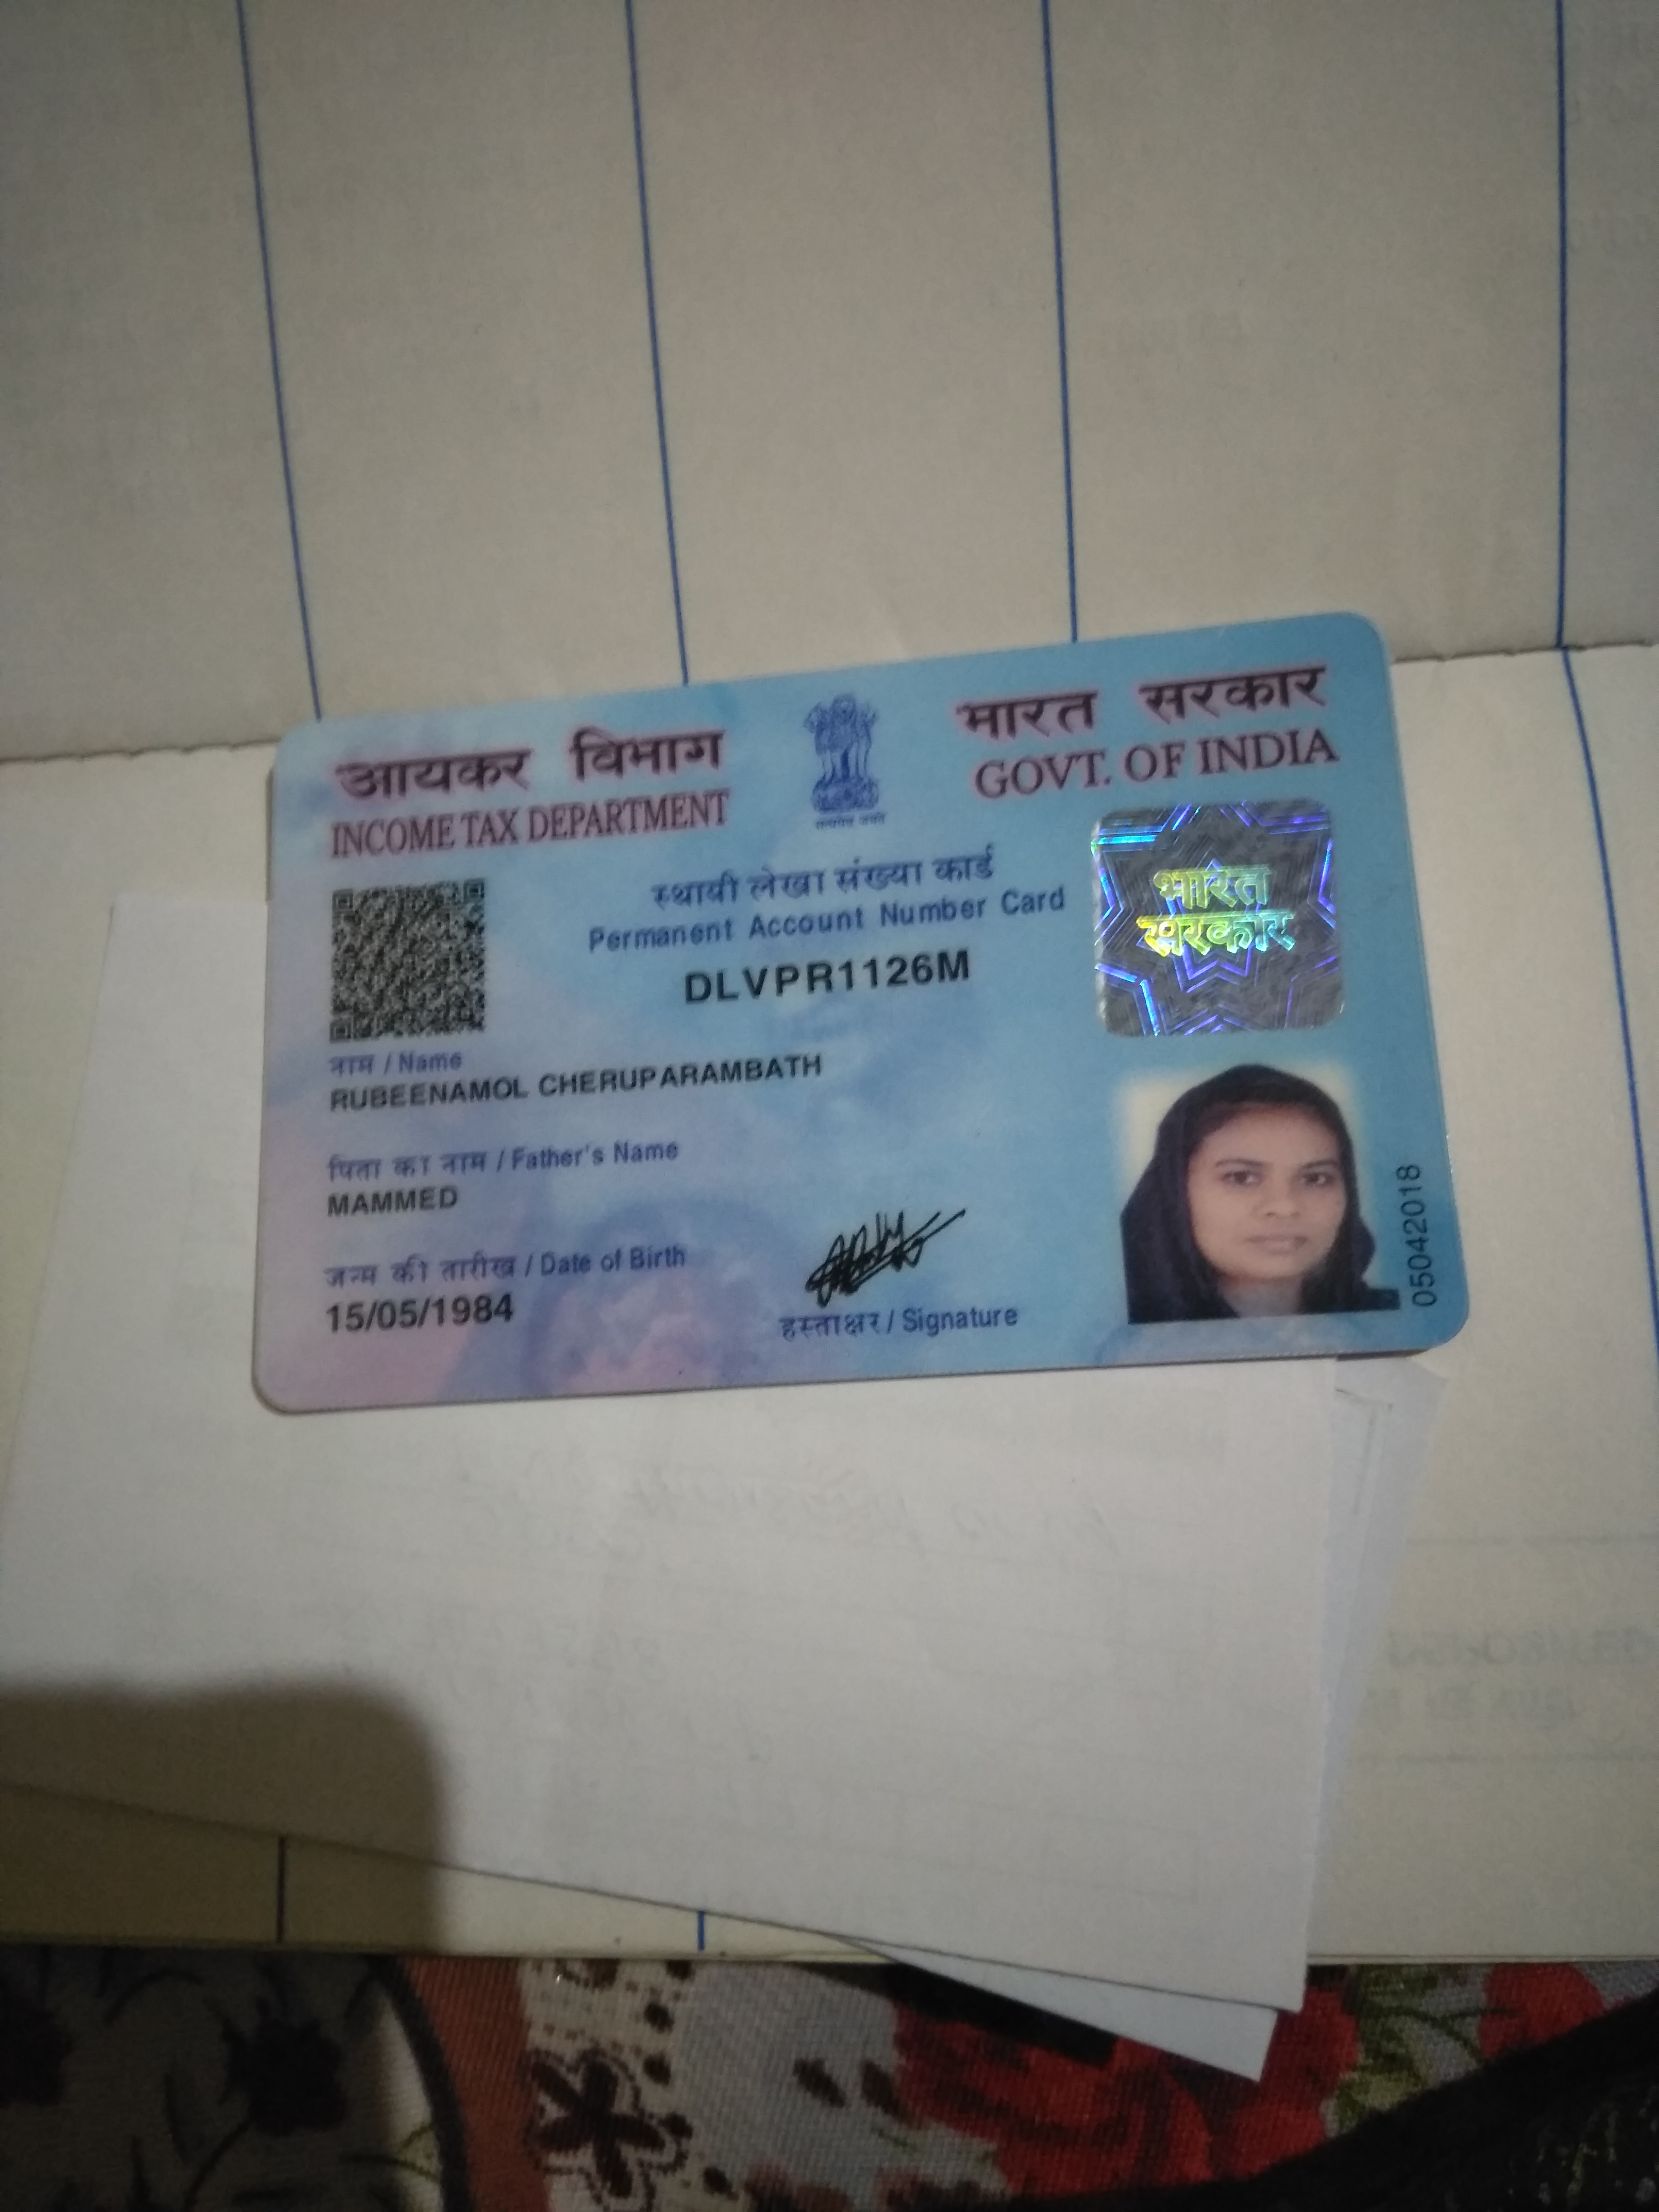 आयकर विभाग
INCOME TAX DEPARTMENT
सत्यमेव जयते
भारत सरकार
GOVT. OF INDIA
स्थायी लेखा संख्या कार्ड
Permanent Account Number Card
DLVPR1126M
भारत
सरकार
नाम / Name
RUBEENAMOL CHERUPARAMBATH
पिता का नाम / Father's Name
MAMMED
जन्म की तारीख / Date of Birth
15/05/1984
हस्ताक्षर / Signature
05042018